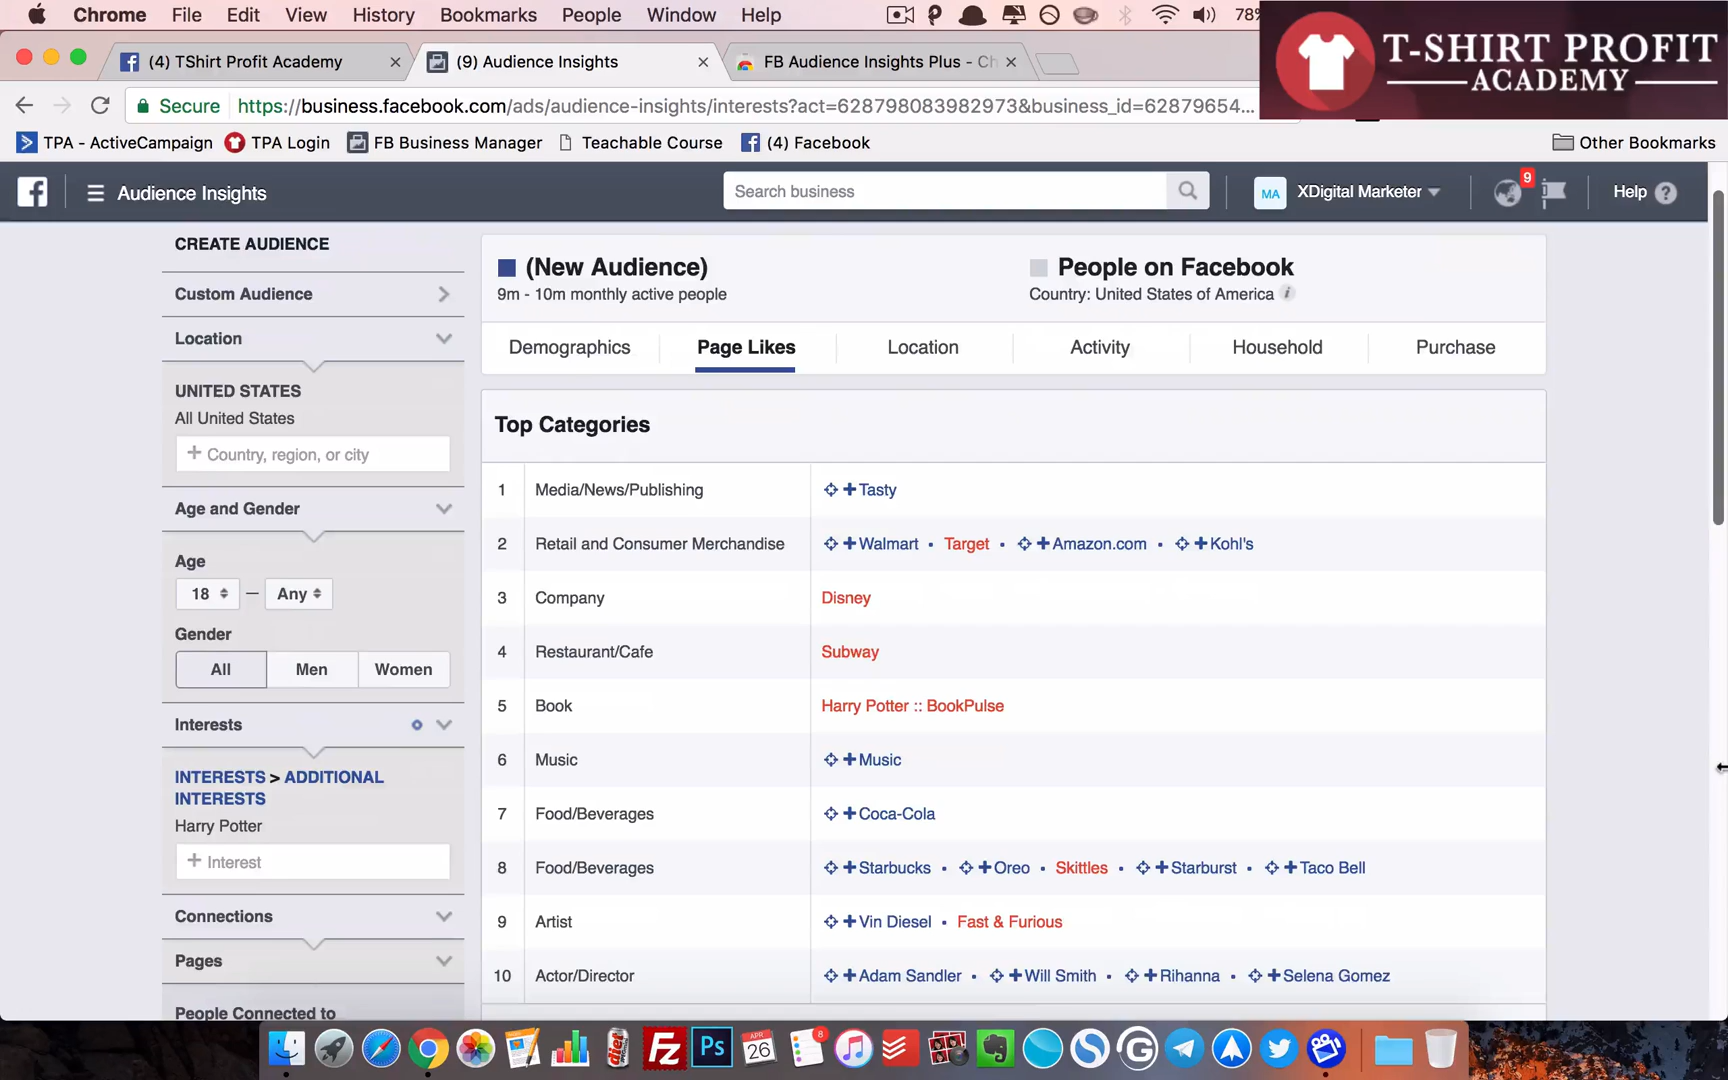 Chrome File Edit View History Bookmarks People Window Help 78%
T-SHIRT PROFIT
ACADEMY
(4) TShirt Profit Academy × (9) Audience Insights × FB Audience Insights Plus - Ch ×
Secure https://business.facebook.com/ads/audience-insights/interests?act=628798083982973&business_id=62879654...
TPA - ActiveCampaign TPA Login FB Business Manager Teachable Course (4) Facebook Other Bookmarks
Audience Insights Search business MA XDigital Marketer 9 Help ?
CREATE AUDIENCE
Custom Audience
Location
UNITED STATES
All United States
+ Country, region, or city
Age and Gender
Age
18 — Any
Gender
All Men Women
Interests
INTERESTS > ADDITIONAL
INTERESTS
Harry Potter
+ Interest
Connections
Pages
People Connected to
(New Audience)
9m - 10m monthly active people
People on Facebook
Country: United States of America i
Demographics Page Likes Location Activity Household Purchase
Top Categories
1 Media/News/Publishing +Tasty
2 Retail and Consumer Merchandise +Walmart • Target • +Amazon.com • +Kohl's
3 Company Disney
4 Restaurant/Cafe Subway
5 Book Harry Potter :: BookPulse
6 Music +Music
7 Food/Beverages +Coca-Cola
8 Food/Beverages +Starbucks • +Oreo • Skittles • +Starburst • +Taco Bell
9 Artist +Vin Diesel • Fast & Furious
10 Actor/Director +Adam Sandler • +Will Smith • +Rihanna • +Selena Gomez
diet Fz Ps APR 26 8 G